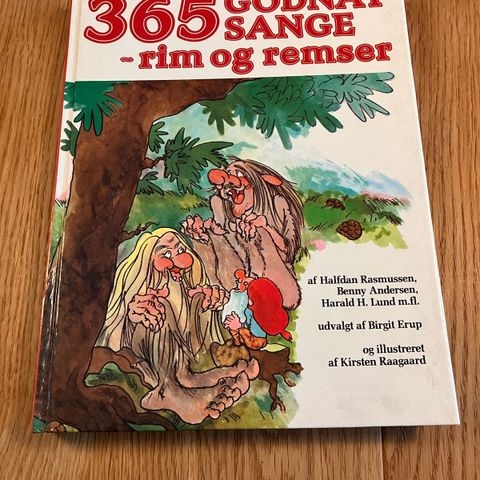 365 GODNAT
SANGE
- rim og remser
af Halfdan Rasmussen,
Benny Andersen,
Harald H. Lund m.fl.
udvalgt af Birgit Erup
og illustreret
af Kirsten Raagaard